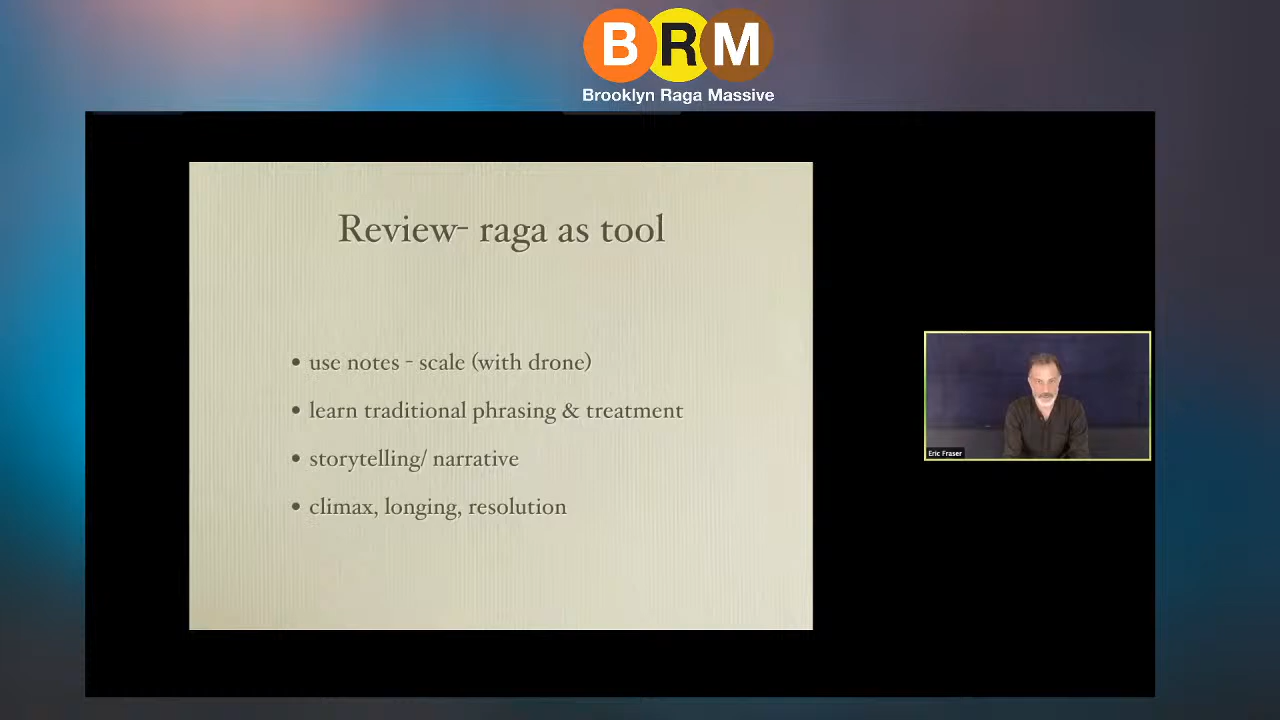 BRM
Brooklyn Raga Massive
Review- raga as tool
• use notes - scale (with drone)
• learn traditional phrasing & treatment
• storytelling/ narrative
• climax, longing, resolution
Eric Fraser